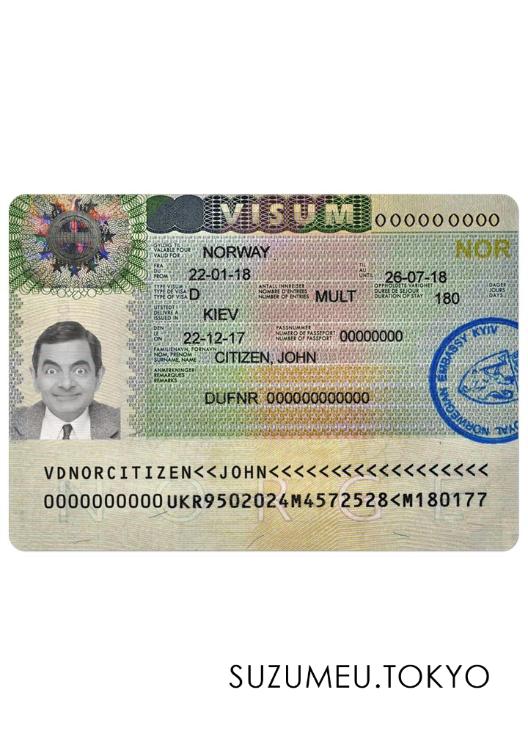 VISUM 000000000
NOR
GYLDIG TIL
VALABLE POUR
VALID FOR
NORWAY
FRA
DU
FROM
22-01-18
TIL
AU
UNTIL
26-07-18
TYPE VISUM
TYPE DE VISA
TYPE OF VISA
D
ANTALL INNREISER
NOMBRE D'ENTRÉES
NUMBER OF ENTRIES
MULT
OPPHOLDETS VARIGHET
DUREE DE SEJOUR
DURATION OF STAY
180
DAGER
JOURS
DAYS
UTSTEDT I
DELIVRE A
ISSUED IN
KIEV
DEN
LE
ON
22-12-17
PASSNUMMER
NUMERO DE PASSEPORT
NUMBER OF PASSPORT
00000000
FAMILIENAVN, FORNAVN
NOM, PRENOM
SURNAME, NAME
CITIZEN, JOHN
ANMERKNINGER
REMARQUES
REMARKS
DUFNR 000000000000
EMBASSY·KYIV
ROYAL NORWEGIAN
VDNORCITIZEN<<JOHN<<<<<<<<<<<<<<<<<<
0000000000UKR9502024M4572528<M180177
SUZUMEU.TOKYO